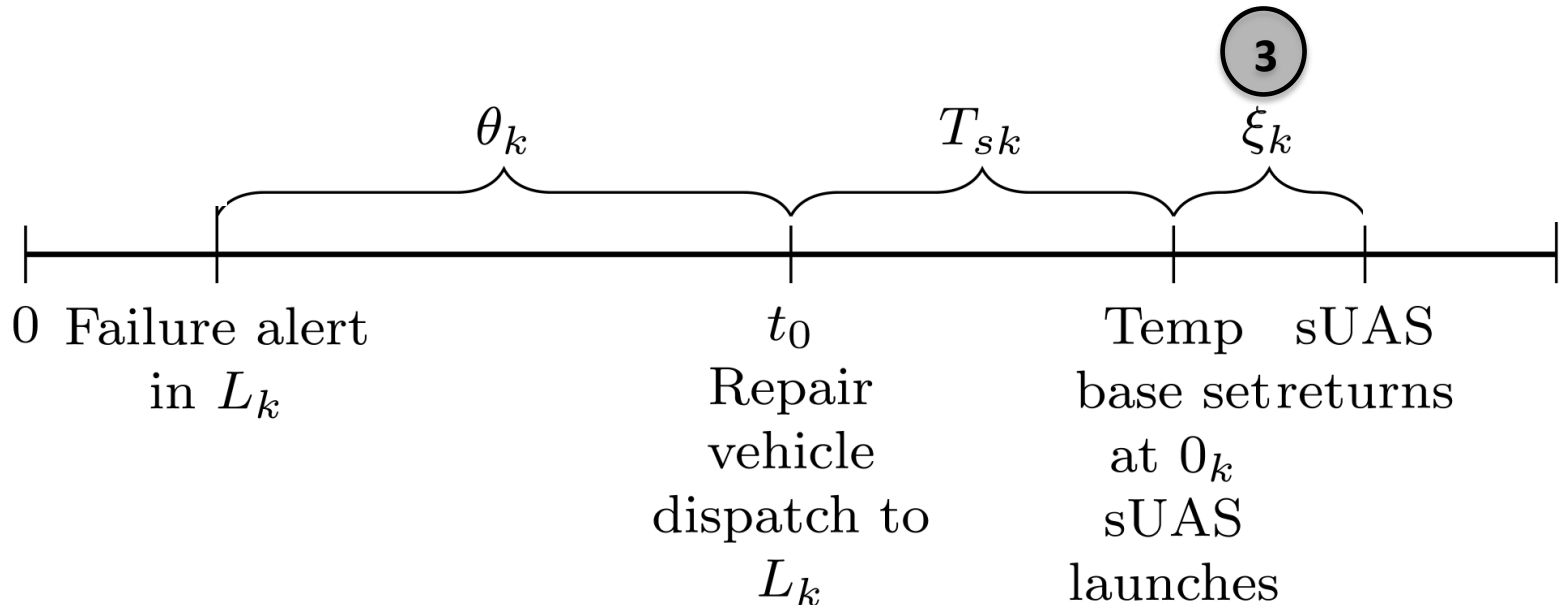 3
θₖ
Tₛₖ
ξₖ
0 Failure alert
in Lₖ
t₀
Repair
vehicle
dispatch to
Lₖ
Temp
base set
at 0ₖ
sUAS
launches
sUAS
returns